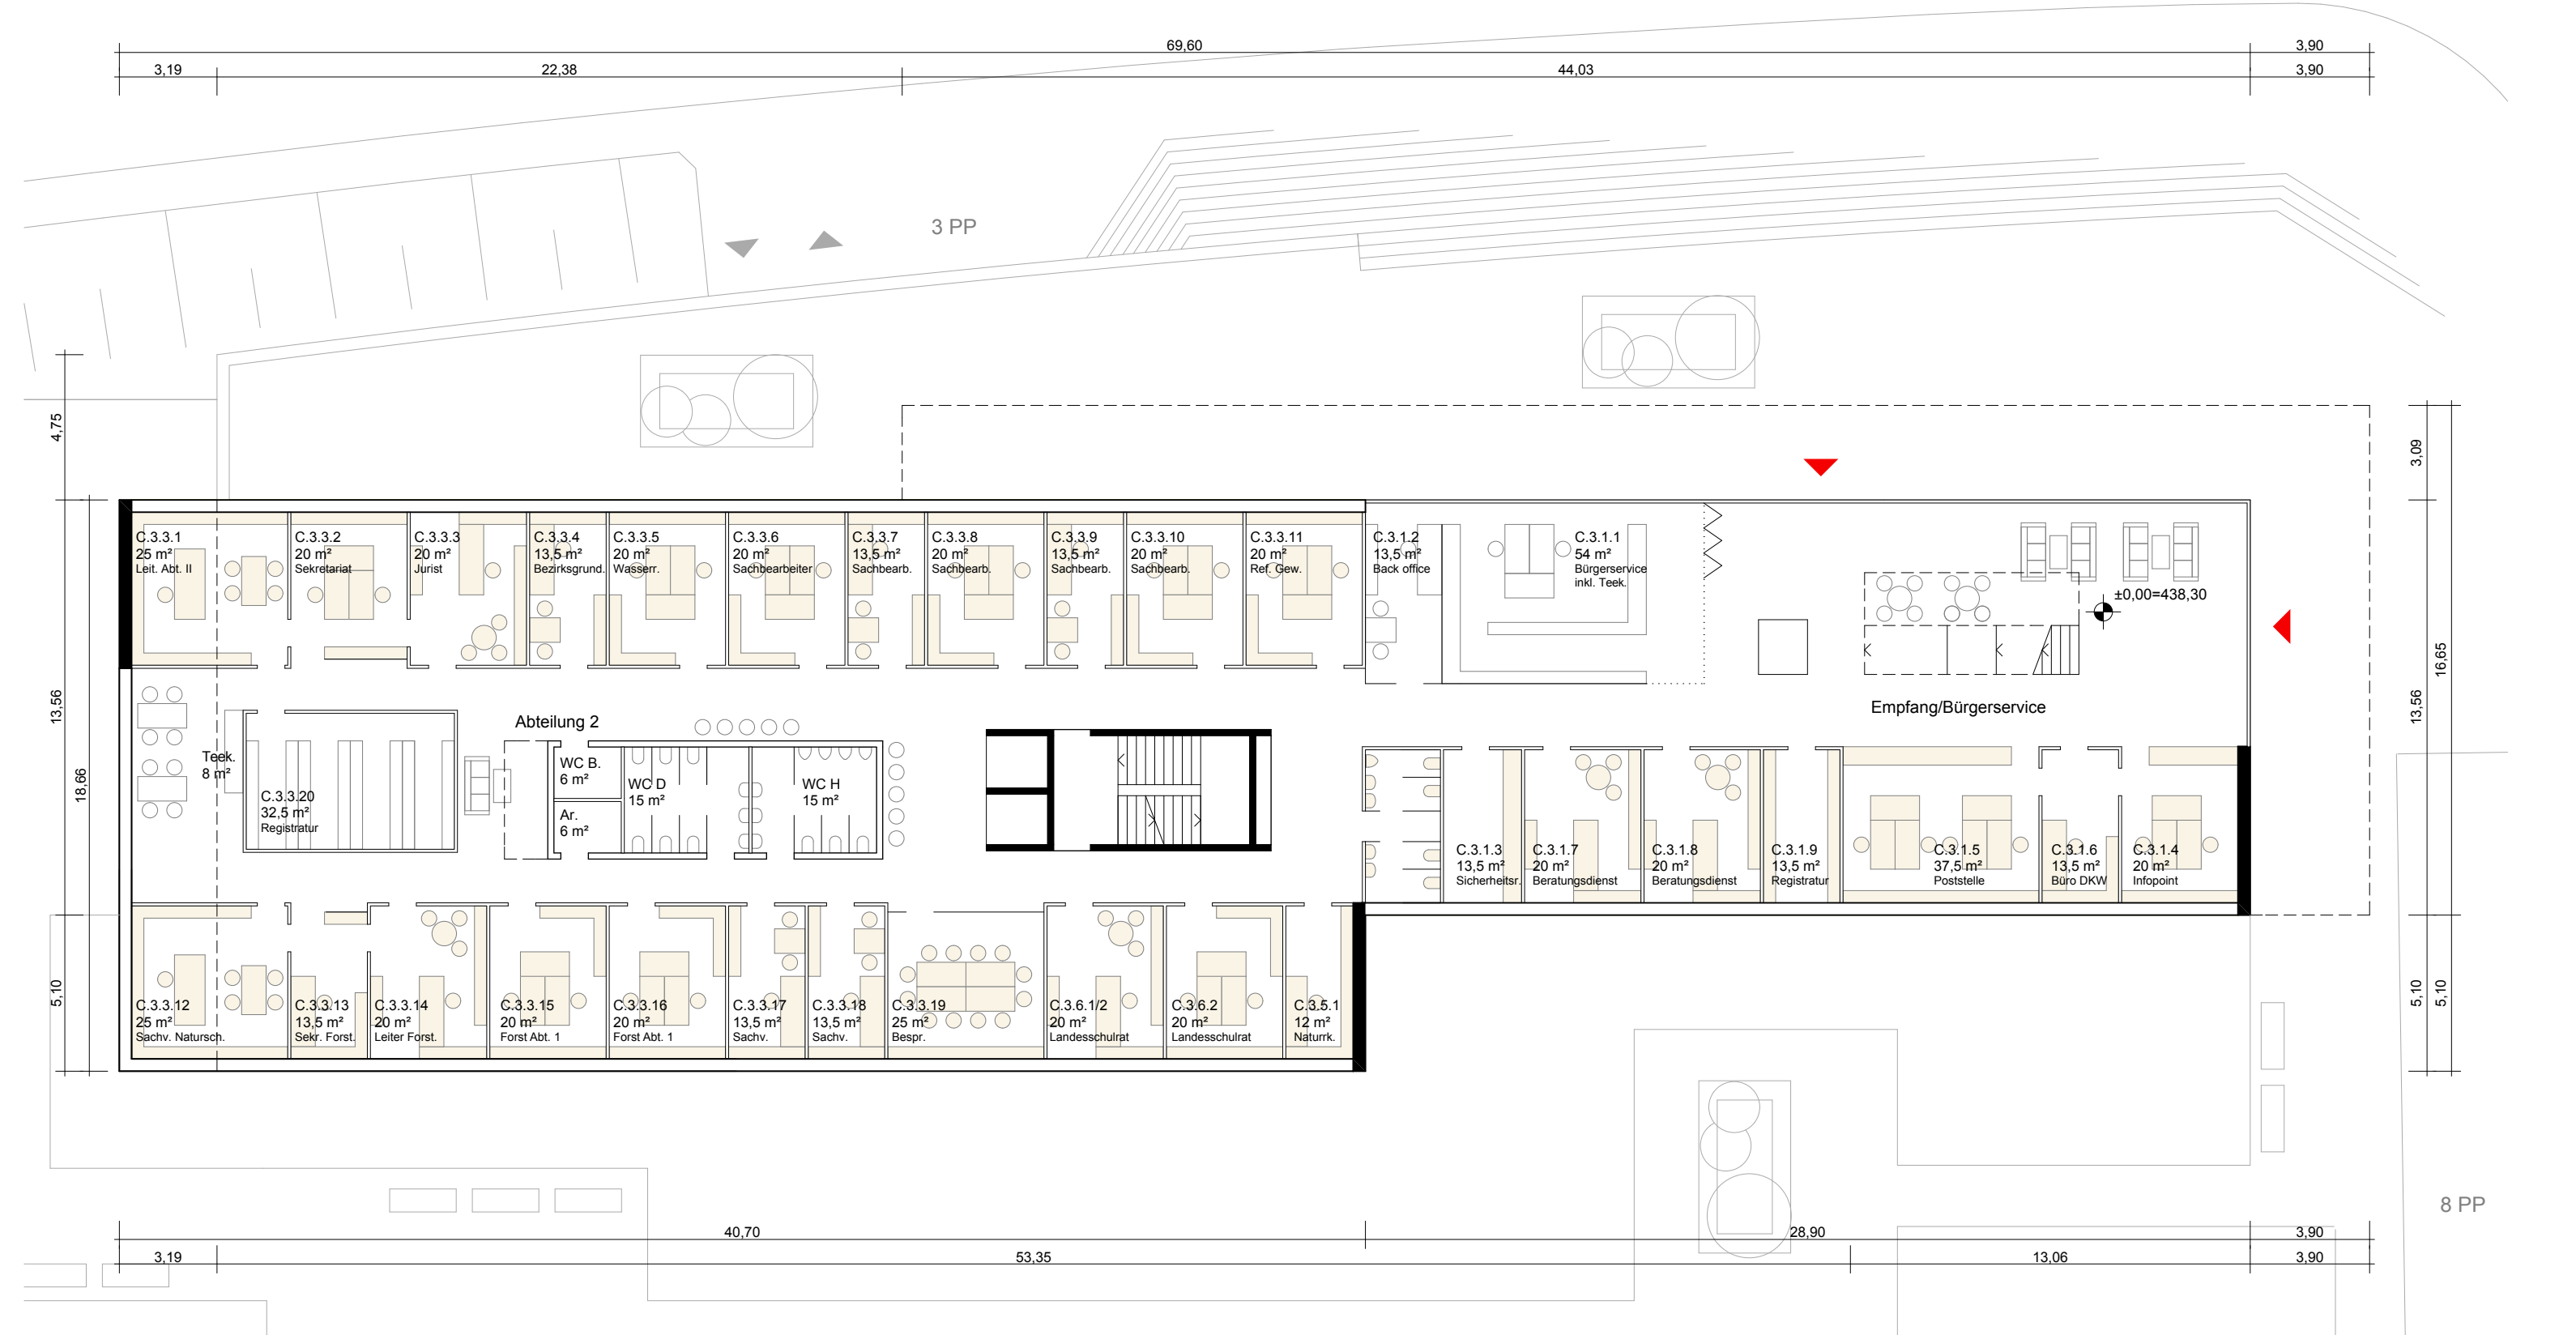 69,60
3,90
3,19
22,38
44,03
3,90
3 PP
4,75
3,09
13,56
18,66
5,10
13,56
16,65
5,10
5,10
C.3.3.1
25 m²
Leit. Abt. II
C.3.3.2
20 m²
Sekretariat
C.3.3.3
20 m²
Jurist
C.3.3.4
13,5 m²
Bezirksgrund.
C.3.3.5
20 m²
Wasserr.
C.3.3.6
20 m²
Sachbearbeiter
C.3.3.7
13,5 m²
Sachbearb.
C.3.3.8
20 m²
Sachbearb.
C.3.3.9
13,5 m²
Sachbearb.
C.3.3.10
20 m²
Sachbearb.
C.3.3.11
20 m²
Ref. Gew.
C.3.1.2
13,5 m²
Back office
C.3.1.1
54 m²
Bürgerservice
inkl. Teek.
±0,00=438,30
Empfang/Bürgerservice
Abteilung 2
Teek.
8 m²
C.3.3.20
32,5 m²
Registratur
WC B.
6 m²
Ar.
6 m²
WC D
15 m²
WC H
15 m²
C.3.1.3
13,5 m²
Sicherheitsr.
C.3.1.7
20 m²
Beratungsdienst
C.3.1.8
20 m²
Beratungsdienst
C.3.1.9
13,5 m²
Registratur
C.3.1.5
37,5 m²
Poststelle
C.3.1.6
13,5 m²
Büro DKW
C.3.1.4
20 m²
Infopoint
C.3.3.12
25 m²
Sachv. Natursch.
C.3.3.13
13,5 m²
Sekr. Forst.
C.3.3.14
20 m²
Leiter Forst.
C.3.3.15
20 m²
Forst Abt. 1
C.3.3.16
20 m²
Forst Abt. 1
C.3.3.17
13,5 m²
Sachv.
C.3.3.18
13,5 m²
Sachv.
C.3.3.19
25 m²
Bespr.
C.3.6.1/2
20 m²
Landesschulrat
C.3.6.2
20 m²
Landesschulrat
C.3.5.1
12 m²
Naturrk.
8 PP
40,70
28,90
3,90
3,19
53,35
13,06
3,90